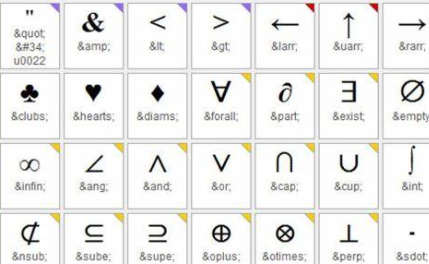 " & < > ← ↑ →
&quot; &amp; &lt; &gt; &larr; &uarr; &rarr;
&#34;
u0022
♣ ♥ ♦ ∀ ∂ ∃ ∅
&clubs; &hearts; &diams; &forall; &part; &exist; &empty
∞ ∠ ∧ ∨ ∩ ∪ ∫
&infin; &ang; &and; &or; &cap; &cup; &int;
⊄ ⊆ ⊇ ⊕ ⊗ ⊥ ⋅
&nsub; &sube; &supe; &oplus; &otimes; &perp; &sdot;